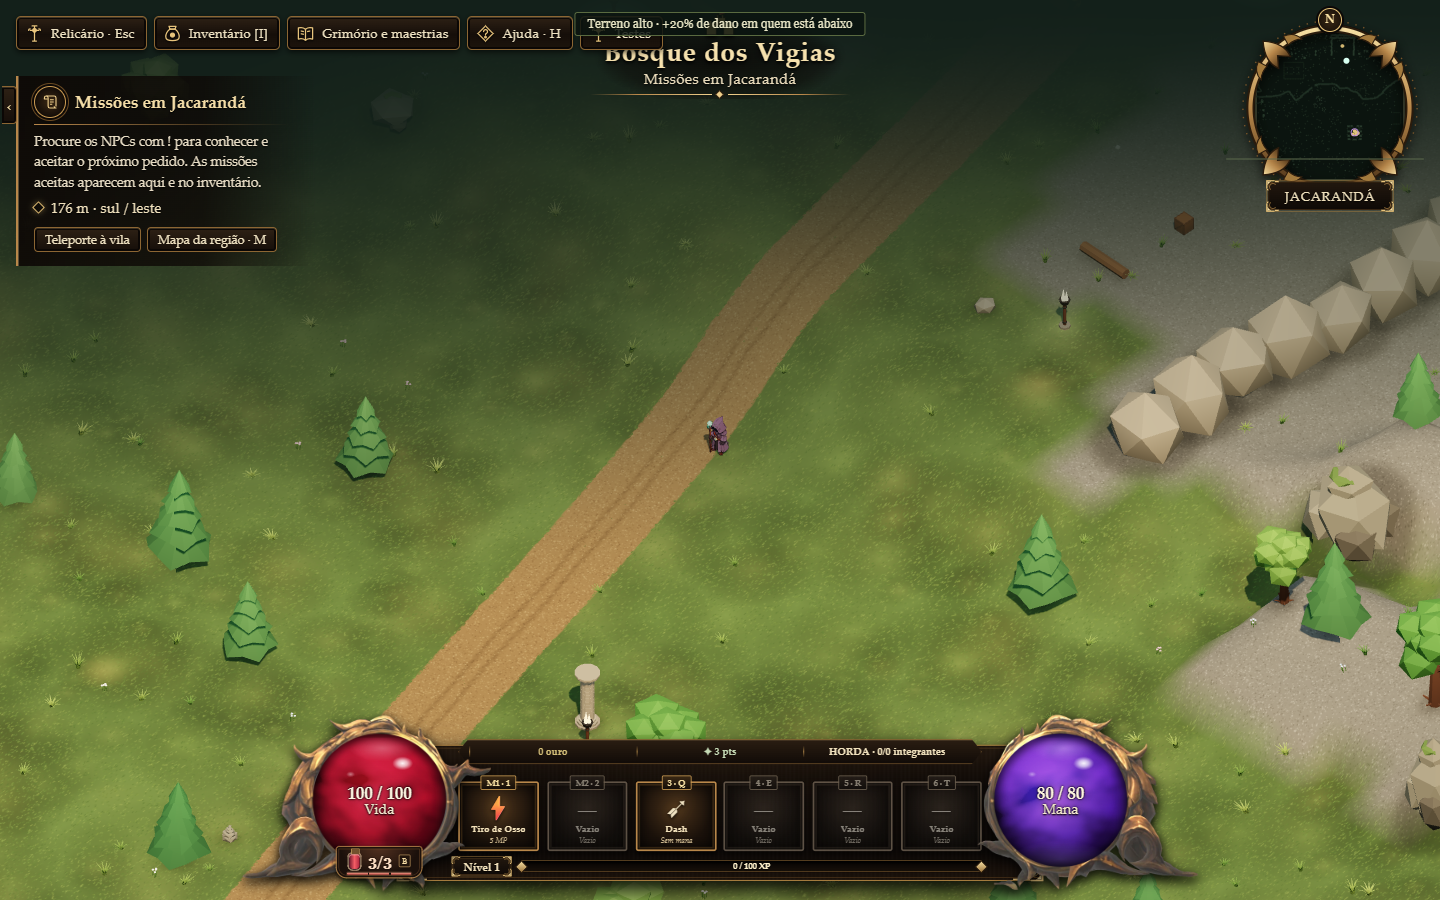 Relicário · Esc
Inventário [I]
Grimório e maestrias
Ajuda · H
Testes
Terreno alto · +20% de dano em quem está abaixo
Bosque dos Vigias
Missões em Jacarandá
N
JACARANDÁ
Missões em Jacarandá
Procure os NPCs com ! para conhecer e
aceitar o próximo pedido. As missões
aceitas aparecem aqui e no inventário.
176 m · sul / leste
Teleporte à vila
Mapa da região · M
0 ouro
3 pts
HORDA · 0/0 integrantes
100 / 100
Vida
M1 · 1
Tiro de Osso
5 MP
M2 · 2
Vazio
Vazio
3 · Q
Dash
Sem mana
4 · E
Vazio
Vazio
5 · R
Vazio
Vazio
6 · T
Vazio
Vazio
80 / 80
Mana
3/3
B
Nível 1
0 / 100 XP